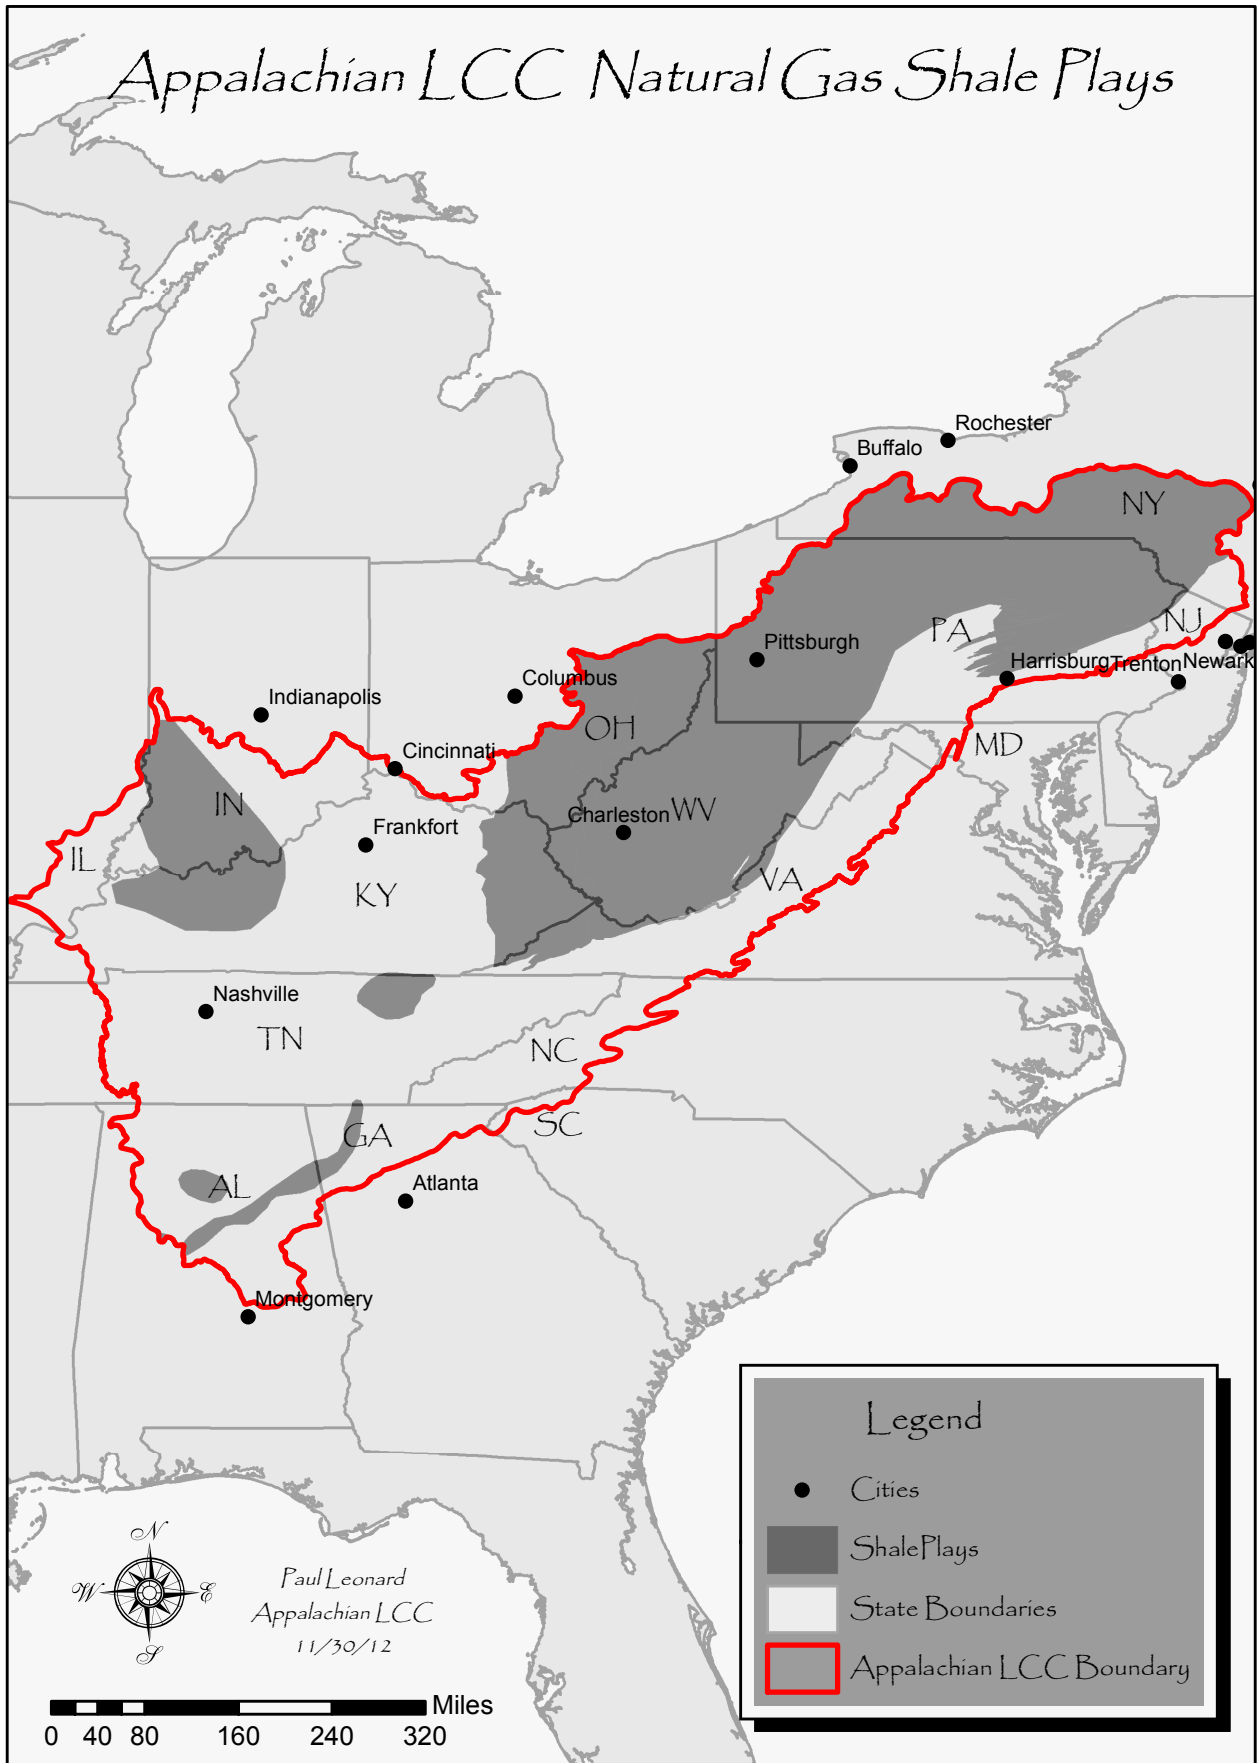 Appalachian LCC Natural Gas Shale Plays
Rochester
Buffalo
NY
Pittsburgh
PA
NJ
Harrisburg
Trenton
Newark
Columbus
Indianapolis
OH
MD
Cincinnati
IN
Charleston
WV
Frankfort
IL
KY
VA
Nashville
TN
NC
GA
SC
AL
Atlanta
Montgomery
Legend
Cities
ShalePlays
State Boundaries
Appalachian LCC Boundary
N
W
E
S
Paul Leonard
Appalachian LCC
11/30/12
Miles
0 40 80 160 240 320